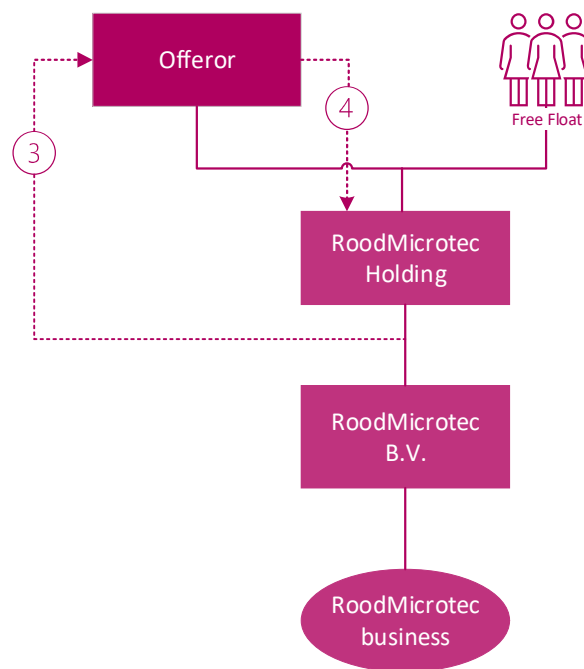 Offeror
4
Free Float
3
RoodMicrotec
Holding
RoodMicrotec
B.V.
RoodMicrotec
business